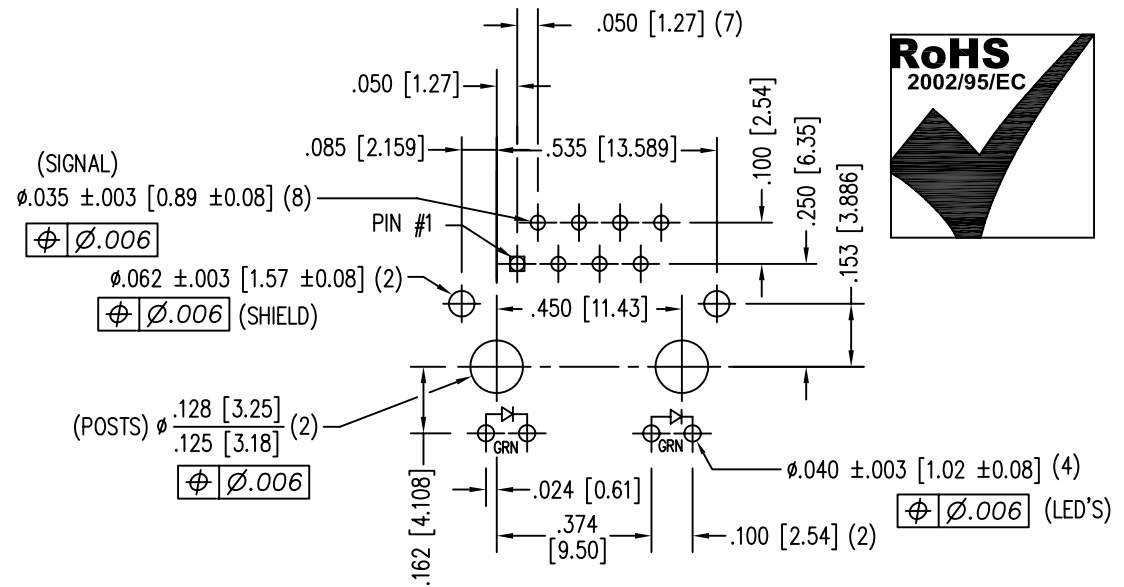 .050 [1.27] (7)
RoHS
2002/95/EC
.050 [1.27]
.100 [2.54]
.250 [6.35]
.153 [3.886]
.085 [2.159]
.535 [13.589]
(SIGNAL)
ø.035 ±.003 [0.89 ±0.08] (8)
⌖ Ø.006
PIN #1
ø.062 ±.003 [1.57 ±0.08] (2)
⌖ Ø.006 (SHIELD)
.450 [11.43]
(POSTS) ø .128 [3.25]
.125 [3.18] (2)
⌖ Ø.006
GRN
GRN
ø.040 ±.003 [1.02 ±0.08] (4)
⌖ Ø.006 (LED'S)
.162 [4.108]
.024 [0.61]
.374
[9.50]
.100 [2.54] (2)